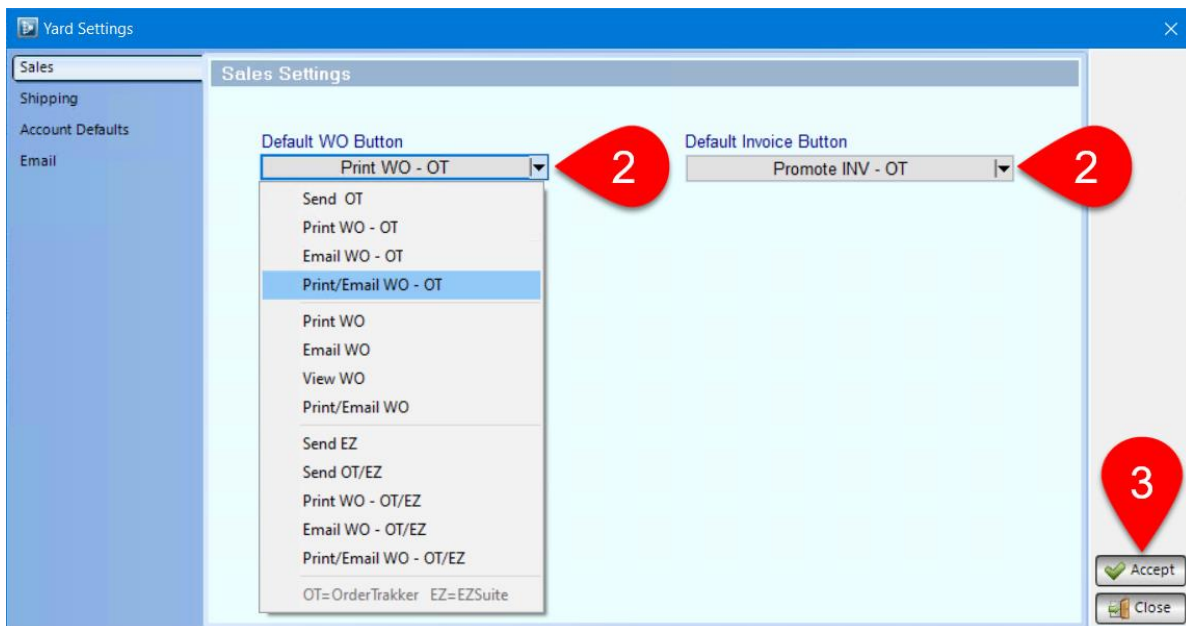 Yard Settings
Sales
Shipping
Account Defaults
Email
Sales Settings
Default WO Button
Print WO - OT
2
Default Invoice Button
Promote INV - OT
2
Send OT
Print WO - OT
Email WO - OT
Print/Email WO - OT
Print WO
Email WO
View WO
Print/Email WO
Send EZ
Send OT/EZ
Print WO - OT/EZ
Email WO - OT/EZ
Print/Email WO - OT/EZ
OT=OrderTrakker EZ=EZSuite
3
Accept
Close